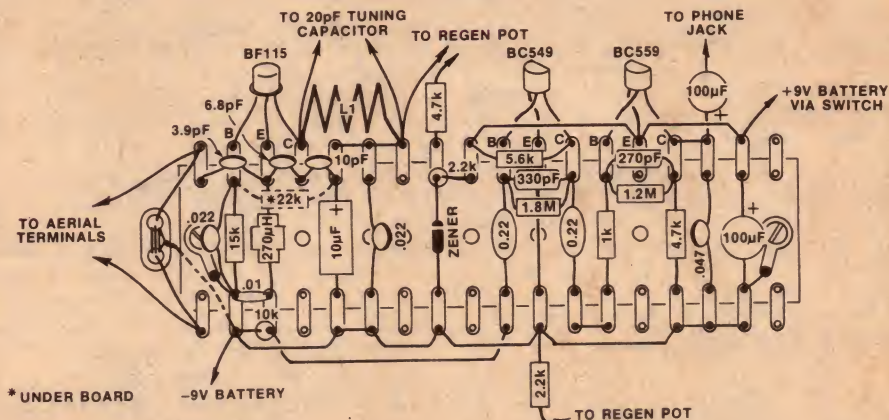 TO 20pF TUNING
CAPACITOR
TO PHONE
JACK
BF115
TO REGEN POT
BC549
BC559
6.8pF
L1
4.7k
100µF
+
+9V BATTERY
VIA SWITCH
3.9pF
B
E
C
B
E
C
B
E
C
10pF
2.2k
5.6k
270pF
*22k
330pF
1.2M
1.8M
TO AERIAL
TERMINALS
.022
15k
270µH
+
10µF
.022
ZENER
0.22
0.22
1k
4.7k
.047
+
100µF
.01
10k
*UNDER BOARD
-9V BATTERY
2.2k
TO REGEN POT